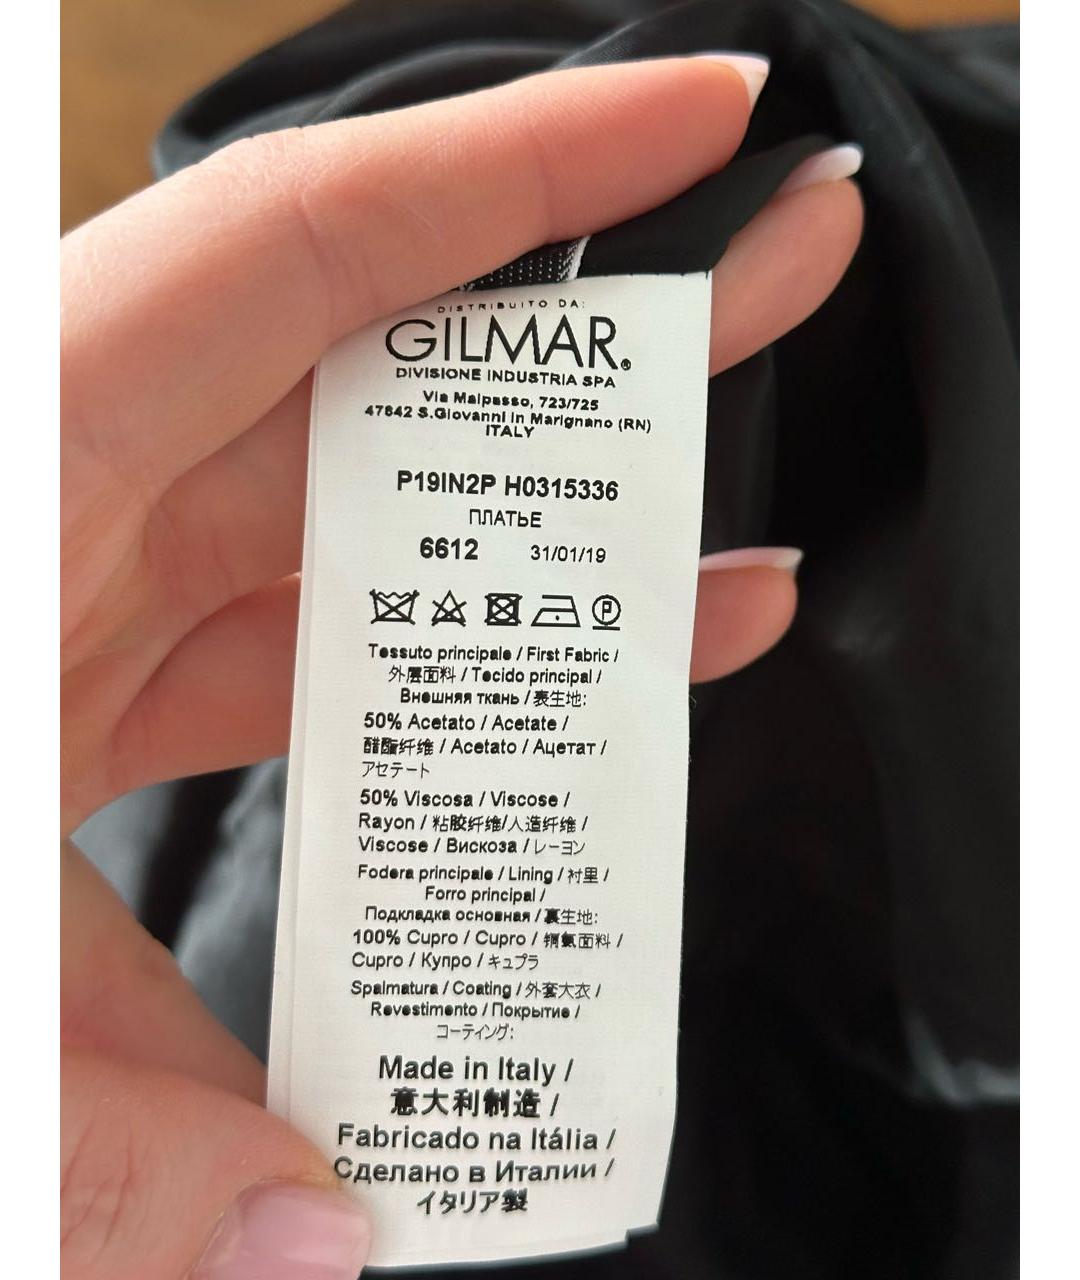 DISTRIBUITO DA:
GILMAR®
DIVISIONE INDUSTRIA SPA
Via Malpasso, 723/725
47842 S.Giovanni in Marignano (RN)
ITALY
P19IN2P H0315336
ПЛАТЬЕ
6612 31/01/19
P
Tessuto principale / First Fabric /
外层面料 / Tecido principal /
Внешняя ткань / 表生地:
50% Acetato / Acetate /
醋酯纤维 / Acetato / Ацетат /
アセテート
50% Viscosa / Viscose /
Rayon / 粘胶纤维/人造纤维 /
Viscose / Вискоза / レーヨン
Fodera principale / Lining / 衬里 /
Forro principal /
Подкладка основная / 裏生地:
100% Cupro / Cupro / 铜氨面料 /
Cupro / Купро / キュプラ
Spalmatura / Coating / 外套大衣 /
Revestimento / Покрытие /
コーティング:
Made in Italy /
意大利制造 /
Fabricado na Itália /
Сделано в Италии /
イタリア製